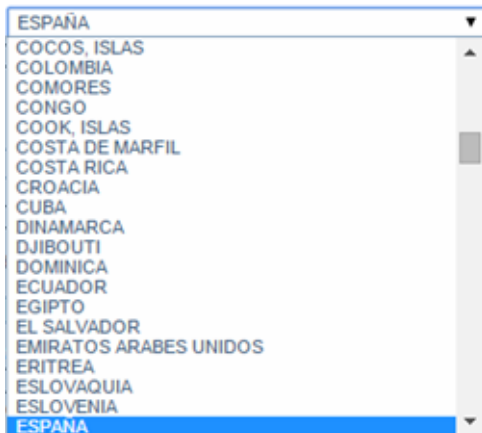 ESPAÑA
COCOS, ISLAS
COLOMBIA
COMORES
CONGO
COOK, ISLAS
COSTA DE MARFIL
COSTA RICA
CROACIA
CUBA
DINAMARCA
DJIBOUTI
DOMINICA
ECUADOR
EGIPTO
EL SALVADOR
EMIRATOS ARABES UNIDOS
ERITREA
ESLOVAQUIA
ESLOVENIA
ESPAÑA